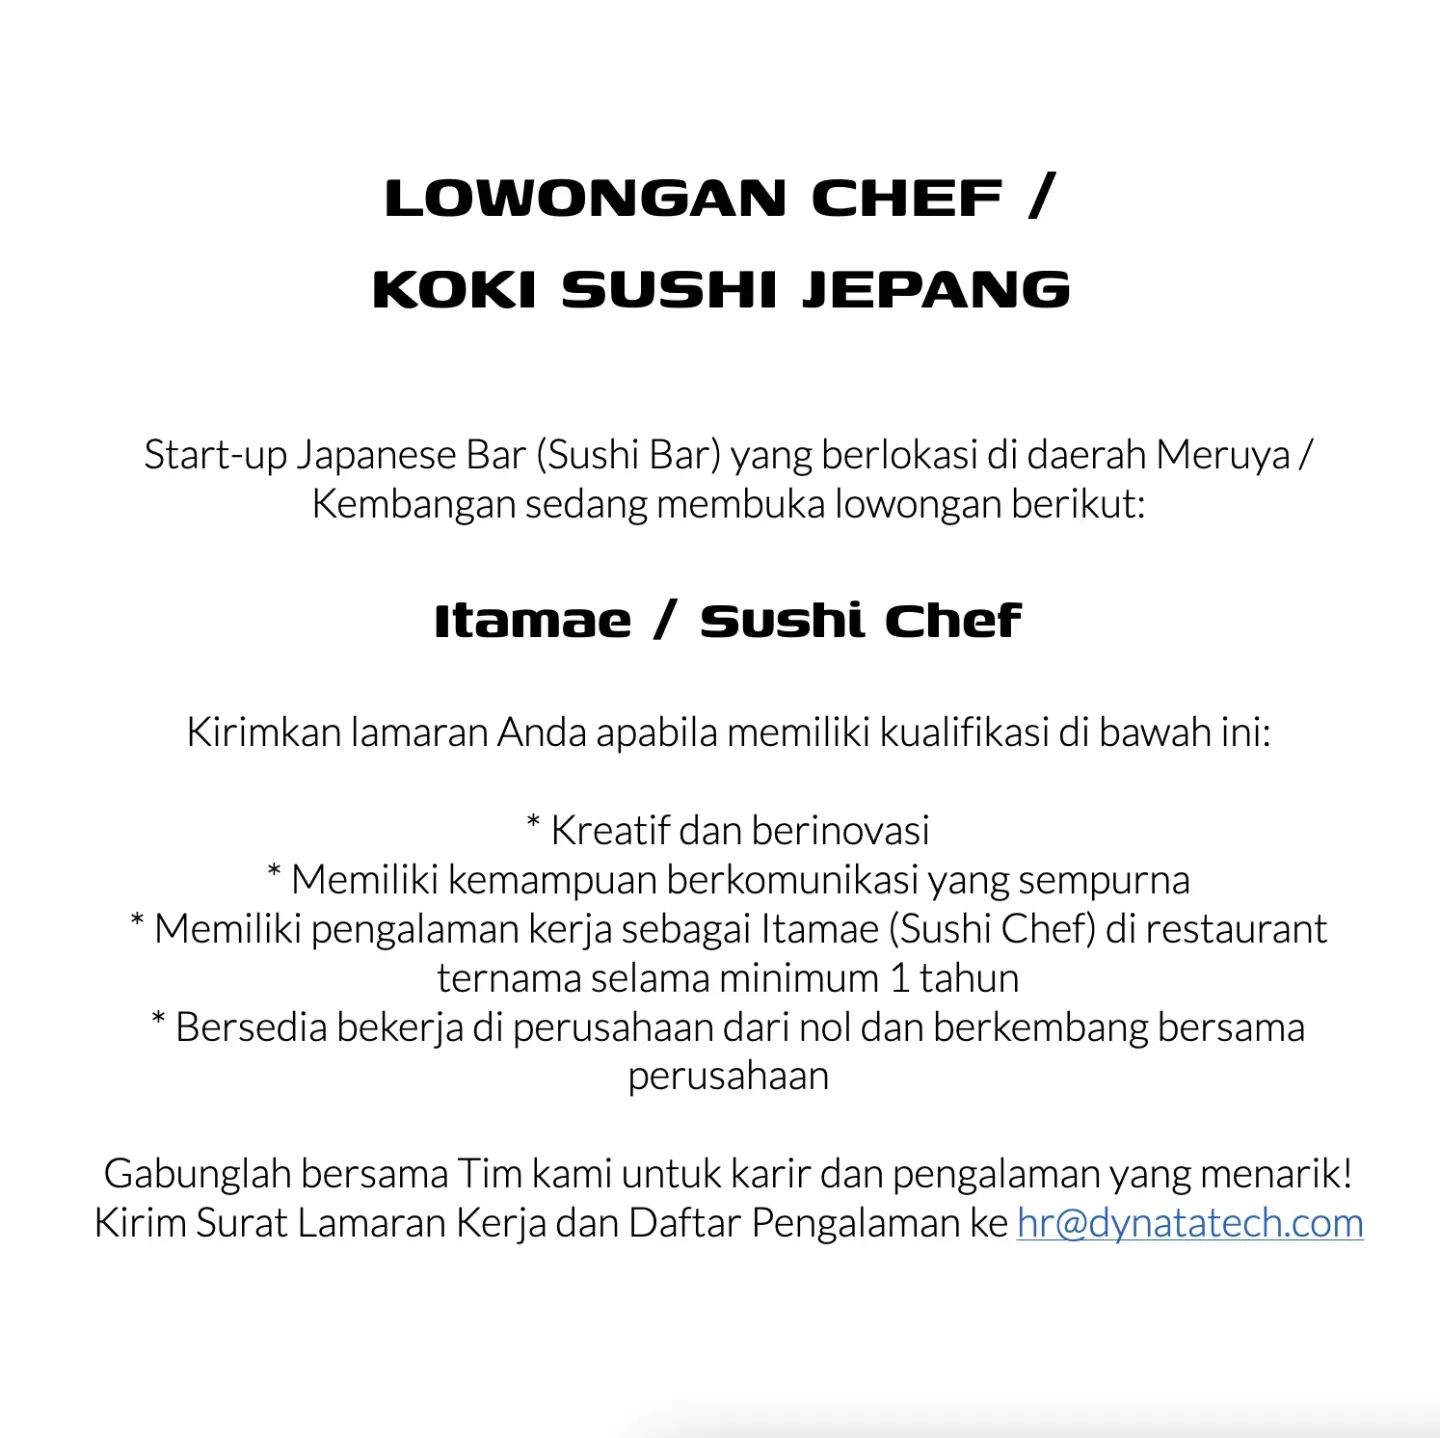 LOWONGAN CHEF /
KOKI SUSHI JEPANG
Start-up Japanese Bar (Sushi Bar) yang berlokasi di daerah Meruya /
Kembangan sedang membuka lowongan berikut:
Itamae / Sushi Chef
Kirimkan lamaran Anda apabila memiliki kualifikasi di bawah ini:
* Kreatif dan berinovasi
* Memiliki kemampuan berkomunikasi yang sempurna
* Memiliki pengalaman kerja sebagai Itamae (Sushi Chef) di restaurant
ternama selama minimum 1 tahun
* Bersedia bekerja di perusahaan dari nol dan berkembang bersama
perusahaan
Gabunglah bersama Tim kami untuk karir dan pengalaman yang menarik!
Kirim Surat Lamaran Kerja dan Daftar Pengalaman ke hr@dynatatech.com